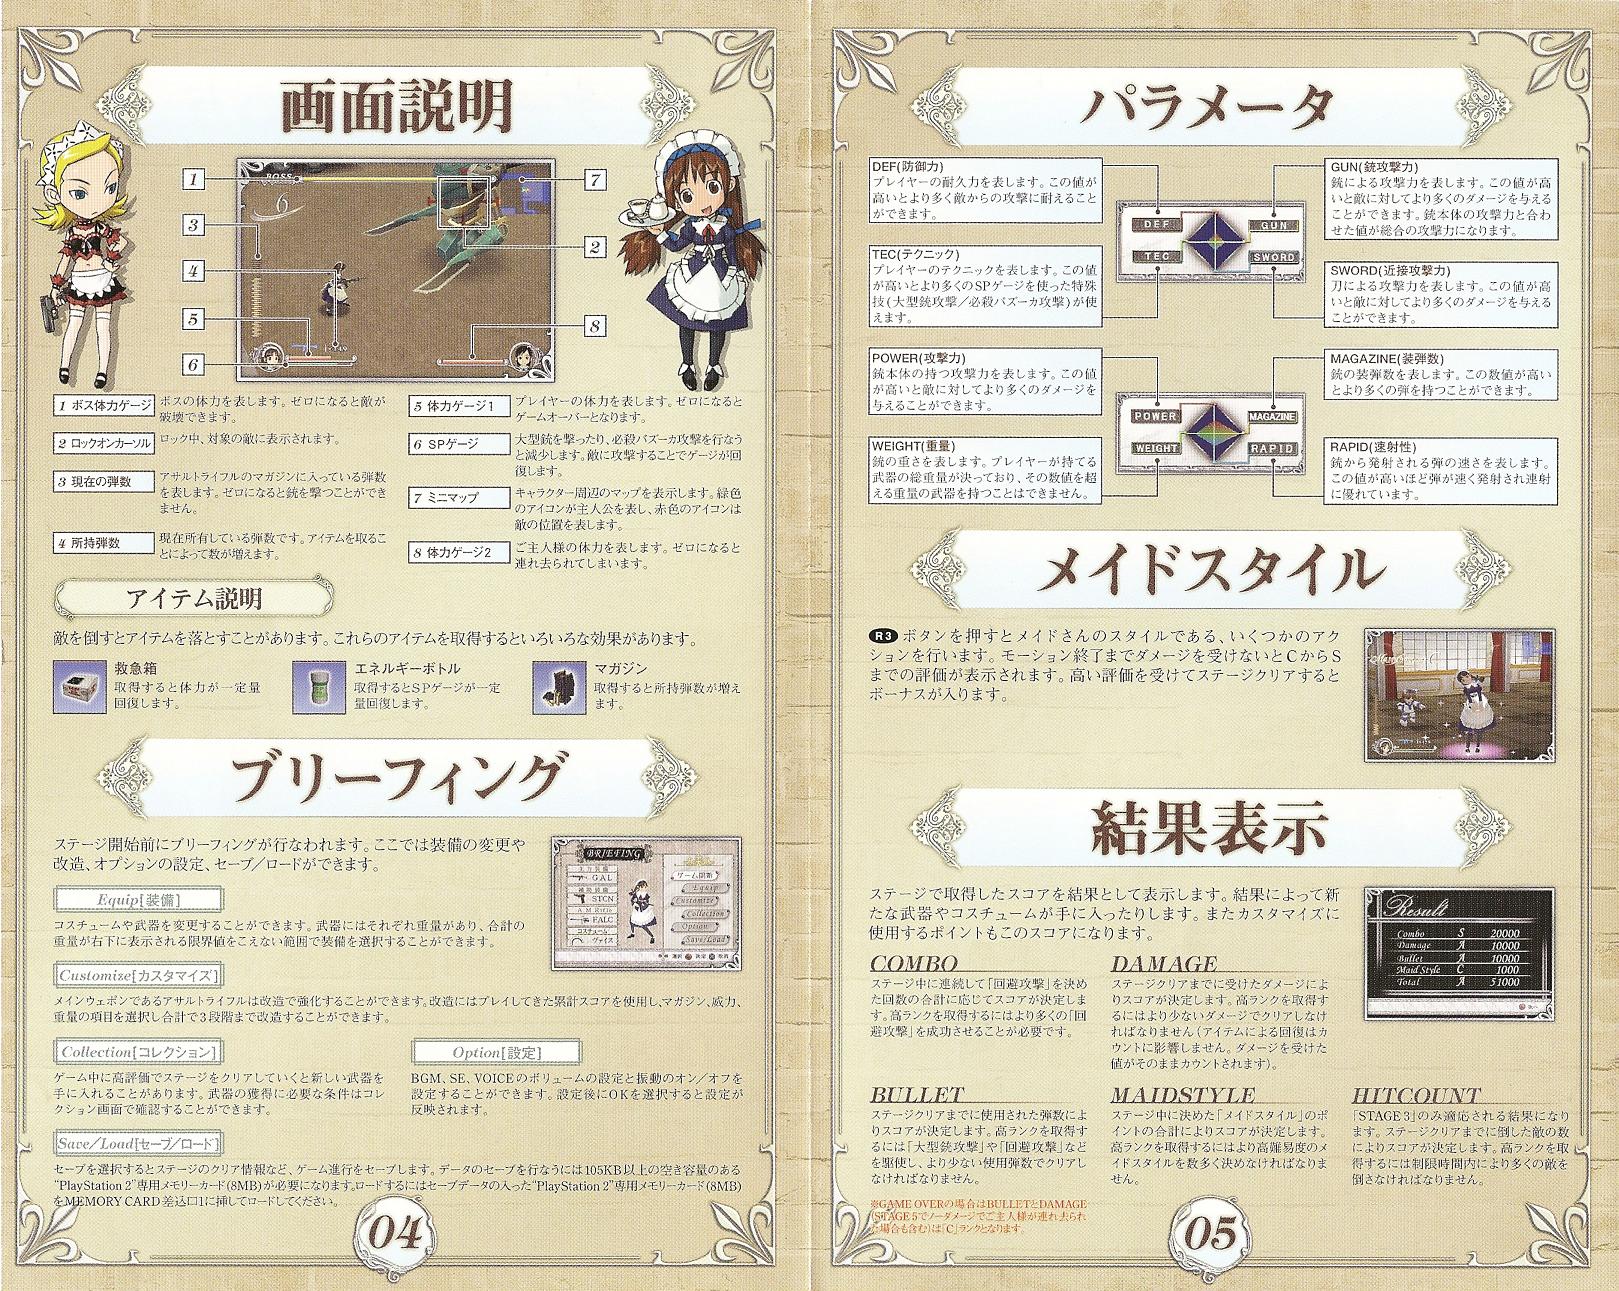 画面説明
BOSS
6
1
2
3
4
5
6
7
8
1 ボス体力ゲージ
ボスの体力を表します。ゼロになると敵が
破壊できます。
2 ロックオンカーソル
ロック中、対象の敵に表示されます。
3 現在の弾数
アサルトライフルのマガジンに入っている弾数
を表します。ゼロになると銃を撃つことができ
ません。
4 所持弾数
現在所有している弾数です。アイテムを取るこ
とによって数が増えます。
5 体力ゲージ1
プレイヤーの体力を表します。ゼロになると
ゲームオーバーとなります。
6 SPゲージ
大型銃を撃ったり、必殺バズーカ攻撃を行なう
と減少します。敵に攻撃することでゲージが回
復します。
7 ミニマップ
キャラクター周辺のマップを表示します。緑色
のアイコンが主人公を表し、赤色のアイコンは
敵の位置を表します。
8 体力ゲージ2
ご主人様の体力を表します。ゼロになると
連れ去られてしまいます。
アイテム説明
敵を倒すとアイテムを落とすことがあります。これらのアイテムを取得するといろいろな効果があります。
救急箱
取得すると体力が一定量
回復します。
エネルギーボトル
取得するとSPゲージが一定
量回復します。
マガジン
取得すると所持弾数が増え
ます。
ブリーフィング
ステージ開始前にブリーフィングが行なわれます。ここでは装備の変更や
改造、オプションの設定、セーブ/ロードができます。
BRIEFING
主力装備
GAL
補助装備
STCN
A.M.Rifle
FALC
コスチューム
ヴァイス
ゲーム開始
Equip
Customize
Collection
Option
Save/Load
Equip[装備]
コスチュームや武器を変更することができます。武器にはそれぞれ重量があり、合計の
重量が右下に表示される限界値をこえない範囲で装備を選択することができます。
Customize[カスタマイズ]
メインウェポンであるアサルトライフルは改造で強化することができます。改造にはプレイしてきた累計スコアを使用し、マガジン、威力、
重量の項目を選択し合計で3段階まで改造することができます。
Collection[コレクション]
ゲーム中に高評価でステージをクリアしていくと新しい武器を
手に入れることがあります。武器の獲得に必要な条件はコレ
クション画面で確認することができます。
Option[設定]
BGM、SE、VOICEのボリュームの設定と振動のオン/オフを
設定することができます。設定後にOKを選択すると設定が
反映されます。
Save/Load[セーブ/ロード]
セーブを選択するとステージのクリア情報など、ゲーム進行をセーブします。データのセーブを行なうには105KB以上の空き容量のある
"PlayStation 2"専用メモリーカード(8MB)が必要になります。ロードするにはセーブデータの入った"PlayStation 2"専用メモリーカード(8MB)
をMEMORY CARD差込口1に挿してロードしてください。
04
パラメータ
DEF(防御力)
プレイヤーの耐久力を表します。この値が
高いとより多く敵からの攻撃に耐えること
ができます。
TEC(テクニック)
プレイヤーのテクニックを表します。この値
が高いとより多くのSPゲージを使った特殊
技(大型銃攻撃/必殺バズーカ攻撃)が使
えます。
DEF
GUN
TEC
SWORD
GUN(銃攻撃力)
銃による攻撃力を表します。この値が高
いと敵に対してより多くのダメージを与える
ことができます。銃本体の攻撃力と合わ
せた値が総合の攻撃力になります。
SWORD(近接攻撃力)
刀による攻撃力を表します。この値が高
いと敵に対してより多くのダメージを与える
ことができます。
POWER(攻撃力)
銃本体の持つ攻撃力を表します。この値
が高いと敵に対してより多くのダメージを
与えることができます。
WEIGHT(重量)
銃の重さを表します。プレイヤーが持てる
武器の総重量が決っており、その数値を超
える重量の武器を持つことはできません。
POWER
MAGAZINE
WEIGHT
RAPID
MAGAZINE(装弾数)
銃の装弾数を表します。この数値が高い
とより多くの弾を持つことができます。
RAPID(速射性)
銃から発射される弾の速さを表します。
この値が高いほど弾が速く発射され連射
に優れています。
メイドスタイル
R3 ボタンを押すとメイドさんのスタイルである、いくつかのアク
ションを行います。モーション終了までダメージを受けないとCからS
までの評価が表示されます。高い評価を受けてステージクリアすると
ボーナスが入ります。
結果表示
ステージで取得したスコアを結果として表示します。結果によって新
たな武器やコスチュームが手に入ったりします。またカスタマイズに
使用するポイントもこのスコアになります。
Result
Combo S 20000
Damage A 10000
Bullet A 10000
Maid Style C 1000
Total A 51000
COMBO
ステージ中に連続して「回避攻撃」を決め
た回数の合計に応じてスコアが決定しま
す。高ランクを取得するにはより多くの「回
避攻撃」を成功させることが必要です。
DAMAGE
ステージクリアまでに受けたダメージによ
りスコアが決定します。高ランクを取得す
るにはより少ないダメージでクリアしなけ
ればなりません(アイテムによる回復はカ
ウントに影響しません。ダメージを受けた
値がそのままカウントされます)。
BULLET
ステージクリアまでに使用された弾数によ
りスコアが決定します。高ランクを取得す
るには「大型銃攻撃」や「回避攻撃」など
を駆使し、より少ない使用弾数でクリアし
なければなりません。
MAIDSTYLE
ステージ中に決めた「メイドスタイル」のポ
イントの合計によりスコアが決定します。
高ランクを取得するにはより高難易度のメ
イドスタイルを数多く決めなければなりませ
ん。
HITCOUNT
「STAGE 3」のみ適応される結果になり
ます。ステージクリアまでに倒した敵の数
によりスコアが決定します。高ランクを取
得するには制限時間内により多くの敵を
倒さなければなりません。
※GAME OVERの場合はBULLETとDAMAGE
(STAGE 5でノーダメージでご主人様が連れ去られ
た場合も含む)は「C」ランクとなります。
05